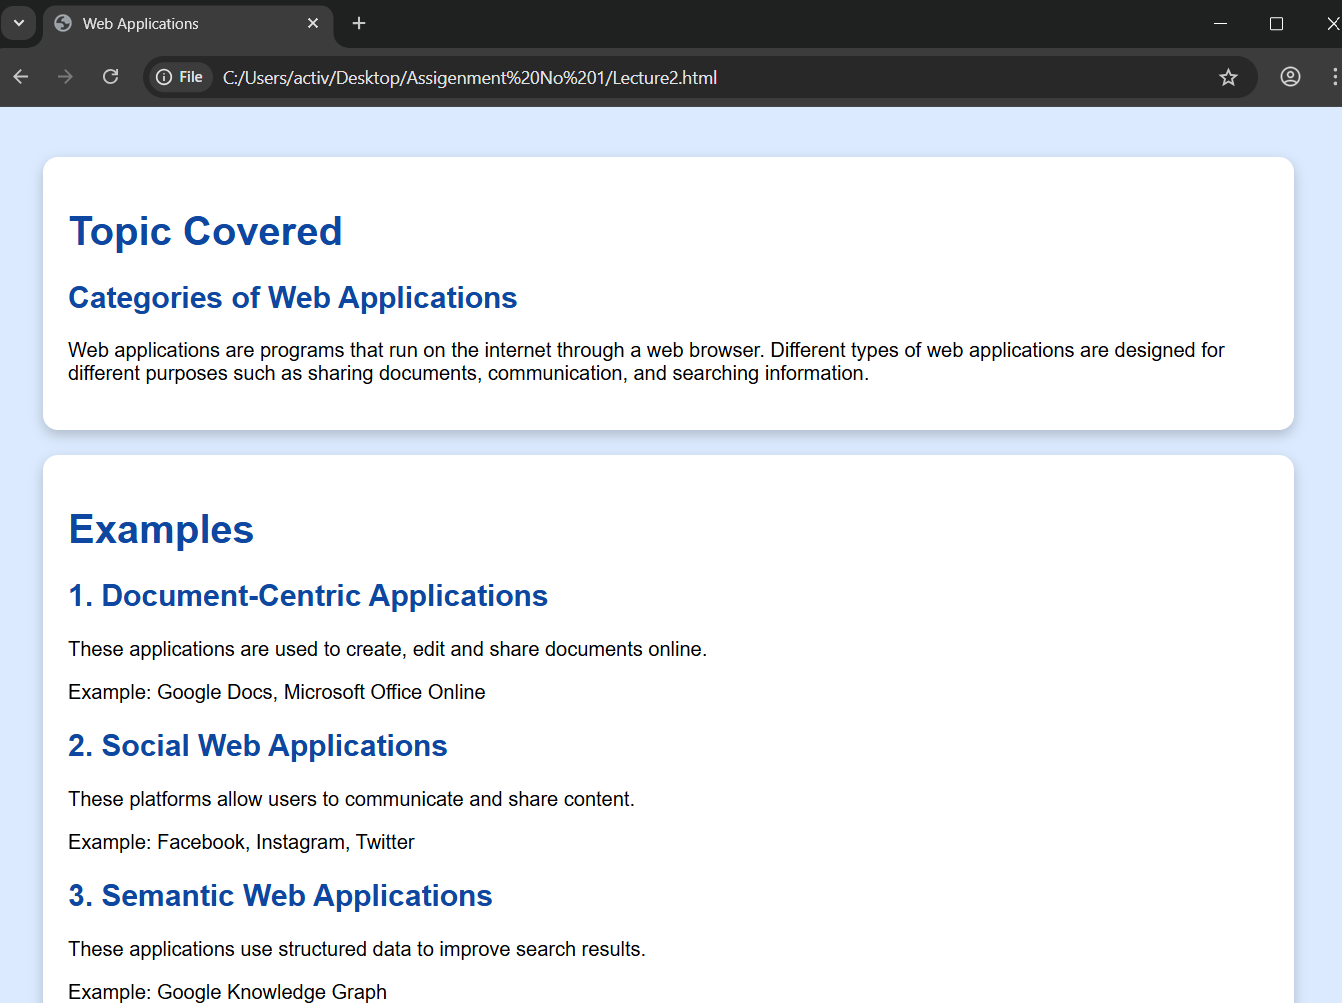 Web Applications
File
C:/Users/activ/Desktop/Assigenment%20No%201/Lecture2.html
Topic Covered
Categories of Web Applications
Web applications are programs that run on the internet through a web browser. Different types of web applications are designed for
different purposes such as sharing documents, communication, and searching information.
Examples
1. Document-Centric Applications
These applications are used to create, edit and share documents online.
Example: Google Docs, Microsoft Office Online
2. Social Web Applications
These platforms allow users to communicate and share content.
Example: Facebook, Instagram, Twitter
3. Semantic Web Applications
These applications use structured data to improve search results.
Example: Google Knowledge Graph